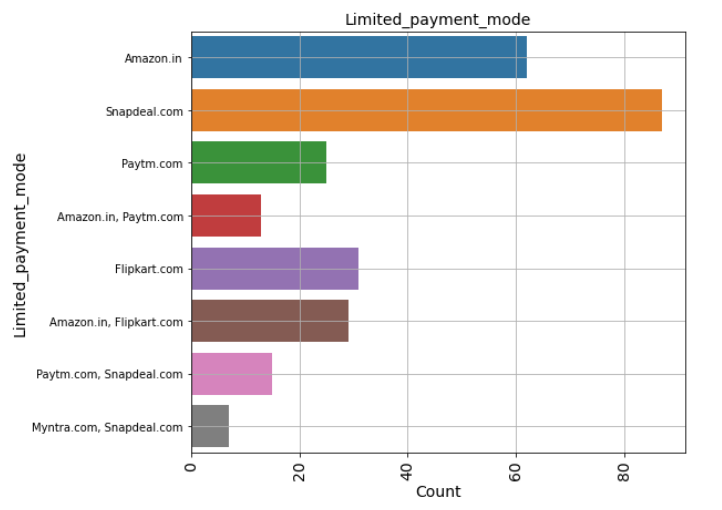 Limited_payment_mode
Limited_payment_mode
Amazon.in
Snapdeal.com
Paytm.com
Amazon.in, Paytm.com
Flipkart.com
Amazon.in, Flipkart.com
Paytm.com, Snapdeal.com
Myntra.com, Snapdeal.com
0 20 40 60 80
Count